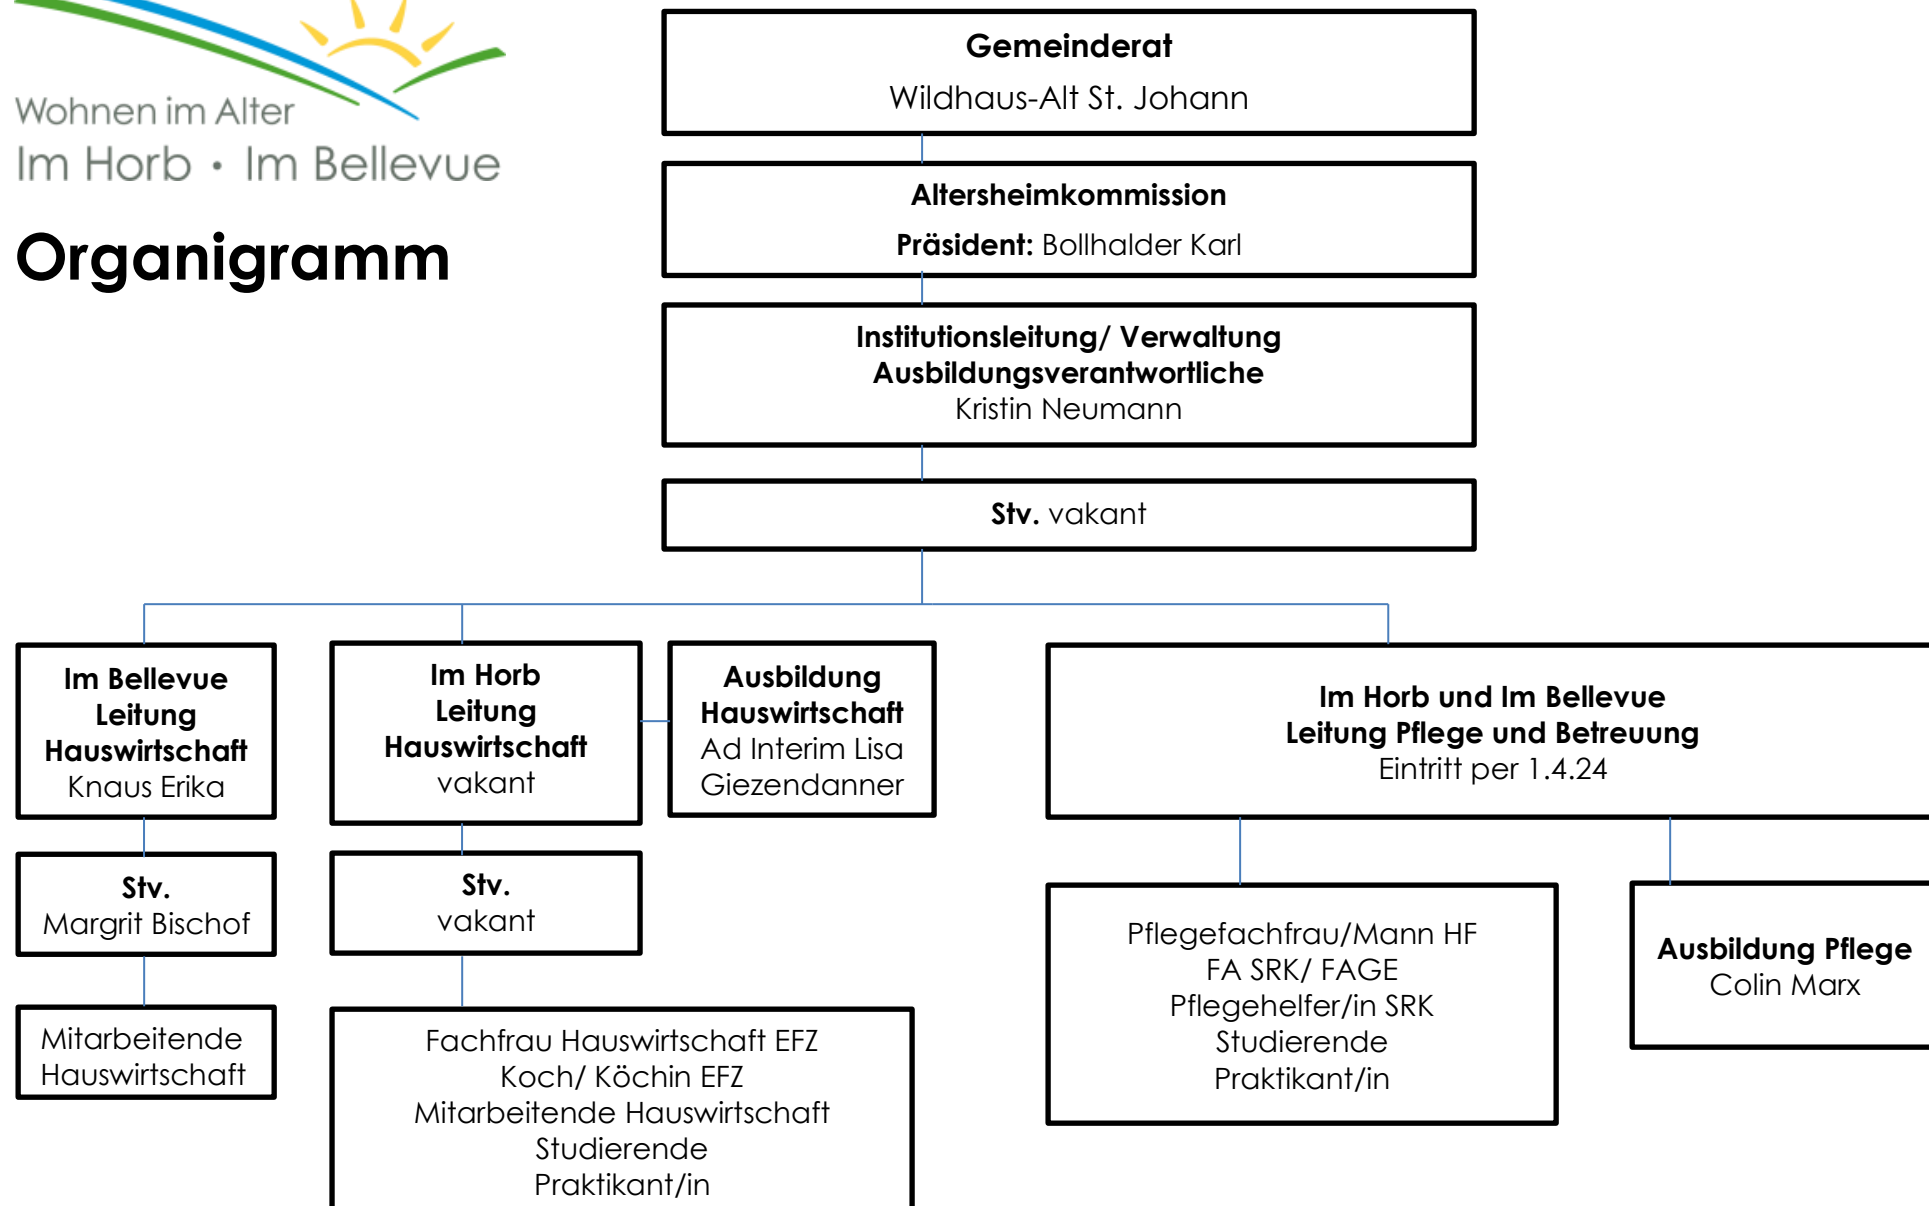 Wohnen im Alter
Im Horb • Im Bellevue
Organigramm
Gemeinderat
Wildhaus-Alt St. Johann
Altersheimkommission
Präsident: Bollhalder Karl
Institutionsleitung/ Verwaltung
Ausbildungsverantwortliche
Kristin Neumann
Stv. vakant
Im Bellevue
Leitung
Hauswirtschaft
Knaus Erika
Im Horb
Leitung
Hauswirtschaft
vakant
Ausbildung
Hauswirtschaft
Ad Interim Lisa
Giezendanner
Im Horb und Im Bellevue
Leitung Pflege und Betreuung
Eintritt per 1.4.24
Stv.
Margrit Bischof
Stv.
vakant
Pflegefachfrau/Mann HF
FA SRK/ FAGE
Pflegehelfer/in SRK
Studierende
Praktikant/in
Ausbildung Pflege
Colin Marx
Mitarbeitende
Hauswirtschaft
Fachfrau Hauswirtschaft EFZ
Koch/ Köchin EFZ
Mitarbeitende Hauswirtschaft
Studierende
Praktikant/in